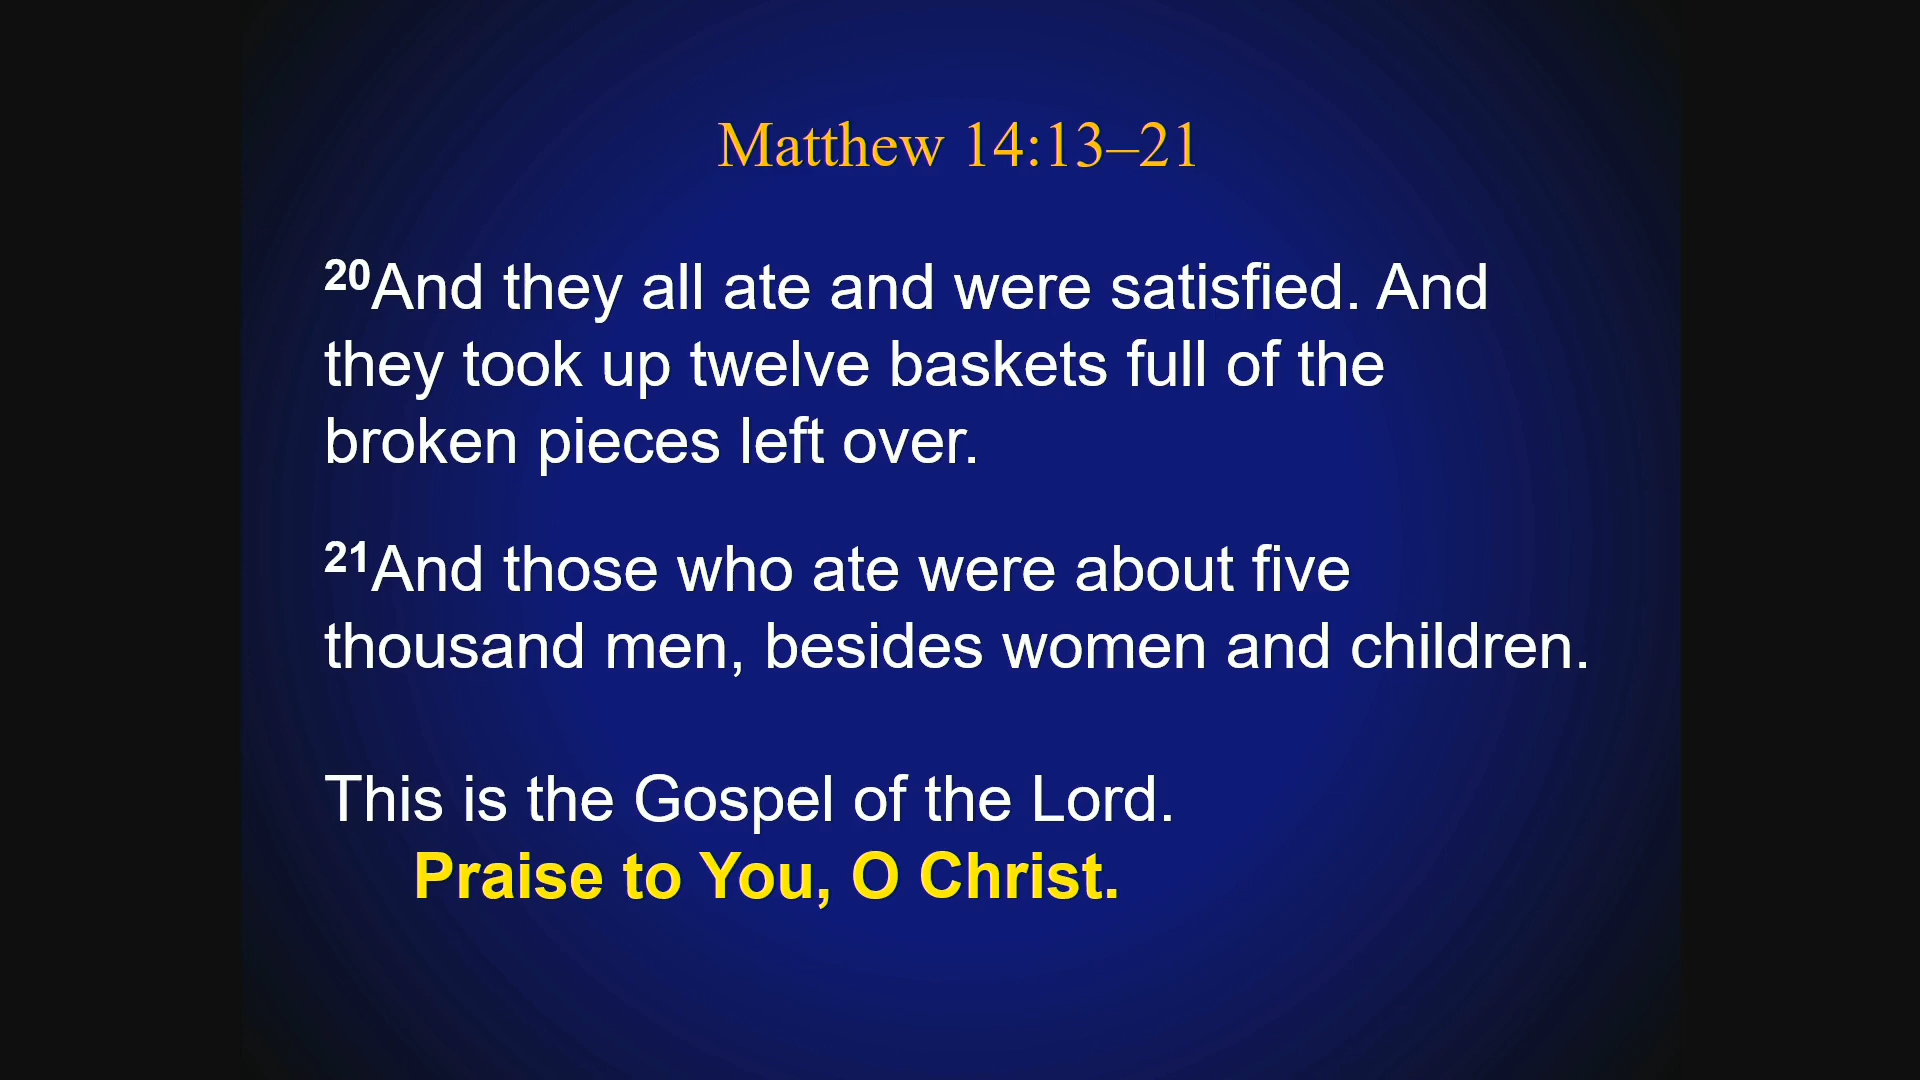 Matthew 14:13–21
20And they all ate and were satisfied. And
they took up twelve baskets full of the
broken pieces left over.
21And those who ate were about five
thousand men, besides women and children.
This is the Gospel of the Lord.
Praise to You, O Christ.